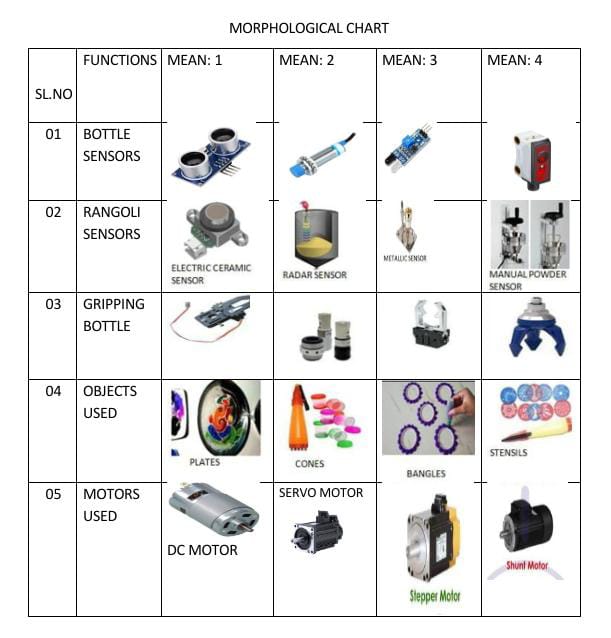 MORPHOLOGICAL CHART
SL.NO FUNCTIONS MEAN: 1 MEAN: 2 MEAN: 3 MEAN: 4
01 BOTTLE
SENSORS
02 RANGOLI
SENSORS
ELECTRIC CERAMIC
SENSOR
RADAR SENSOR
METALLIC SENSOR
MANUAL POWDER
SENSOR
03 GRIPPING
BOTTLE
04 OBJECTS
USED
PLATES
CONES
BANGLES
STENSILS
05 MOTORS
USED
DC MOTOR
SERVO MOTOR
Stepper Motor
Shunt Motor